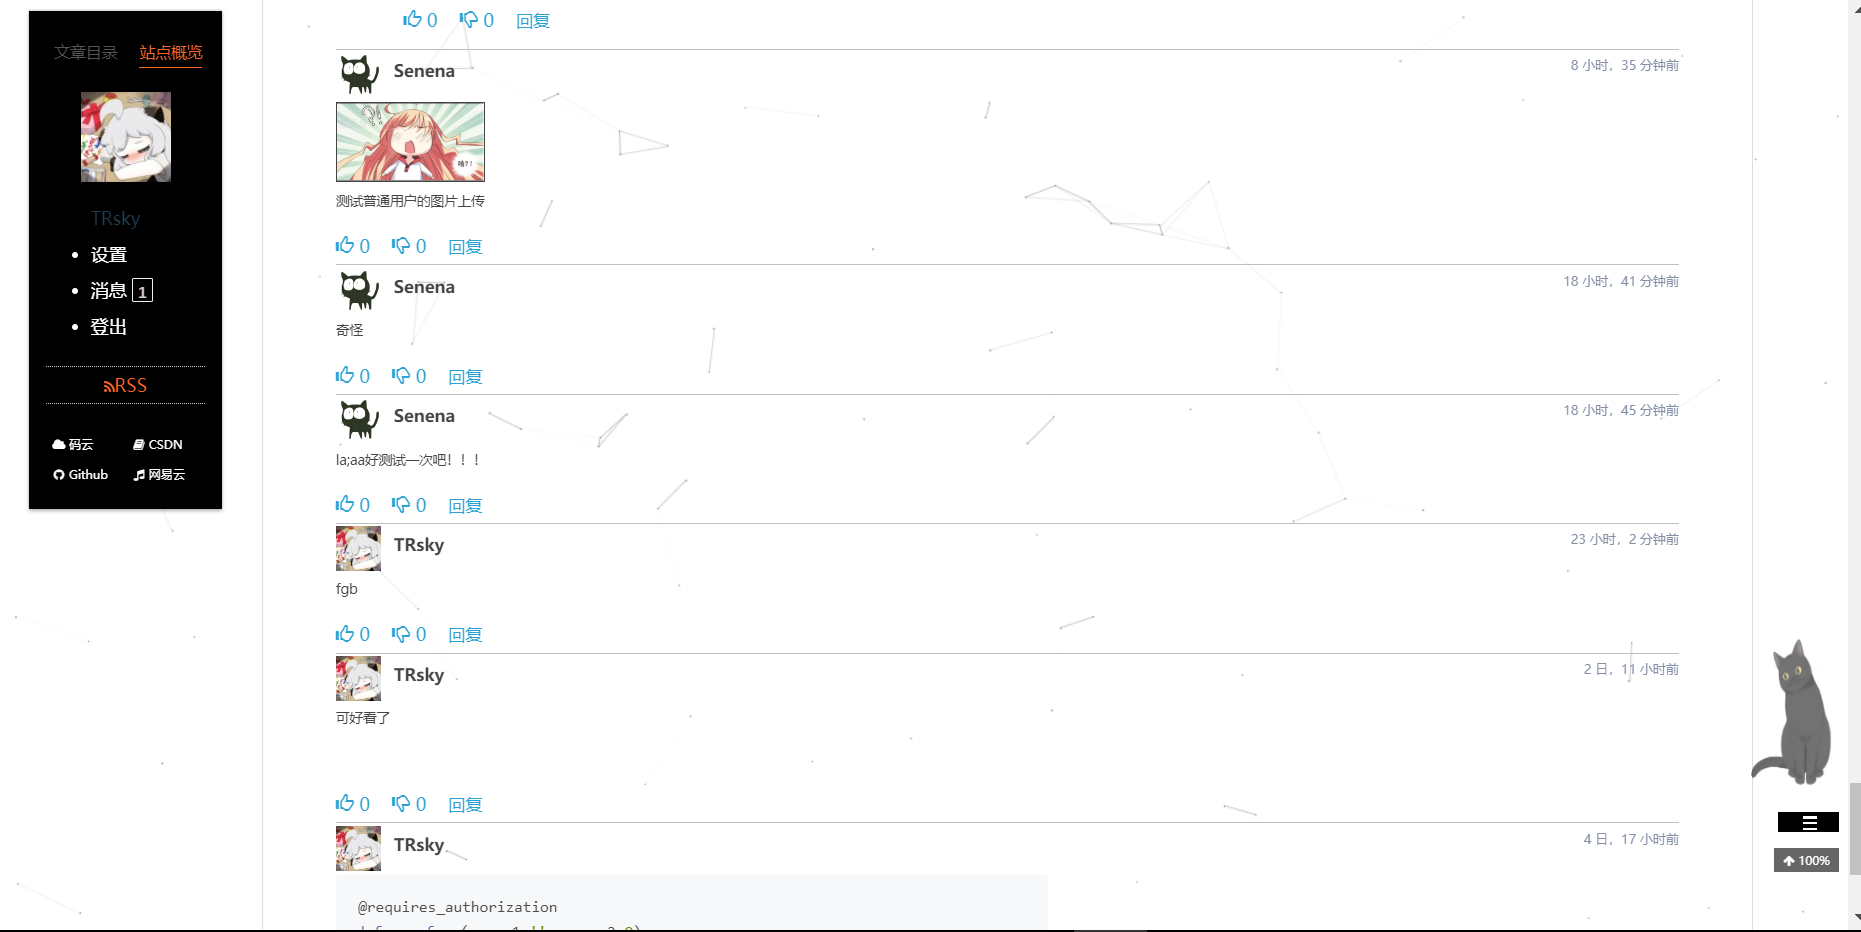 文章目录 站点概览
TRsky
设置
消息 1
登出
RSS
码云 CSDN
Github 网易云
0 0 回复
Senena 8 小时，35 分钟前
哈?!
测试普通用户的图片上传
0 0 回复
Senena 18 小时，41 分钟前
奇怪
0 0 回复
Senena 18 小时，45 分钟前
la;aa好测试一次吧！！！
0 0 回复
TRsky 23 小时，2 分钟前
fgb
0 0 回复
TRsky 2 日，11 小时前
可好看了
0 0 回复
TRsky 4 日，17 小时前
@requires_authorization
100%